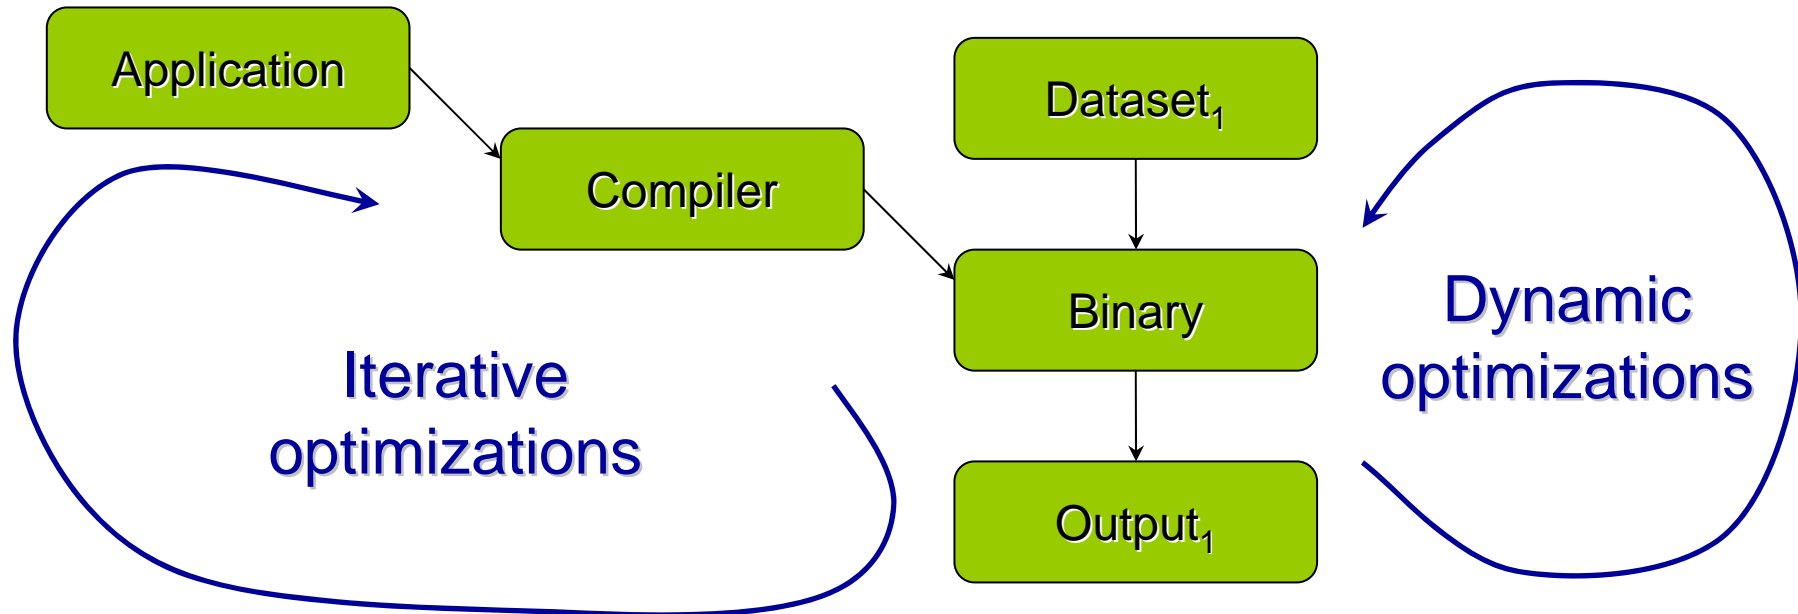 Application
Dataset₁
Compiler
Binary
Dynamic
optimizations
Iterative
optimizations
Output₁